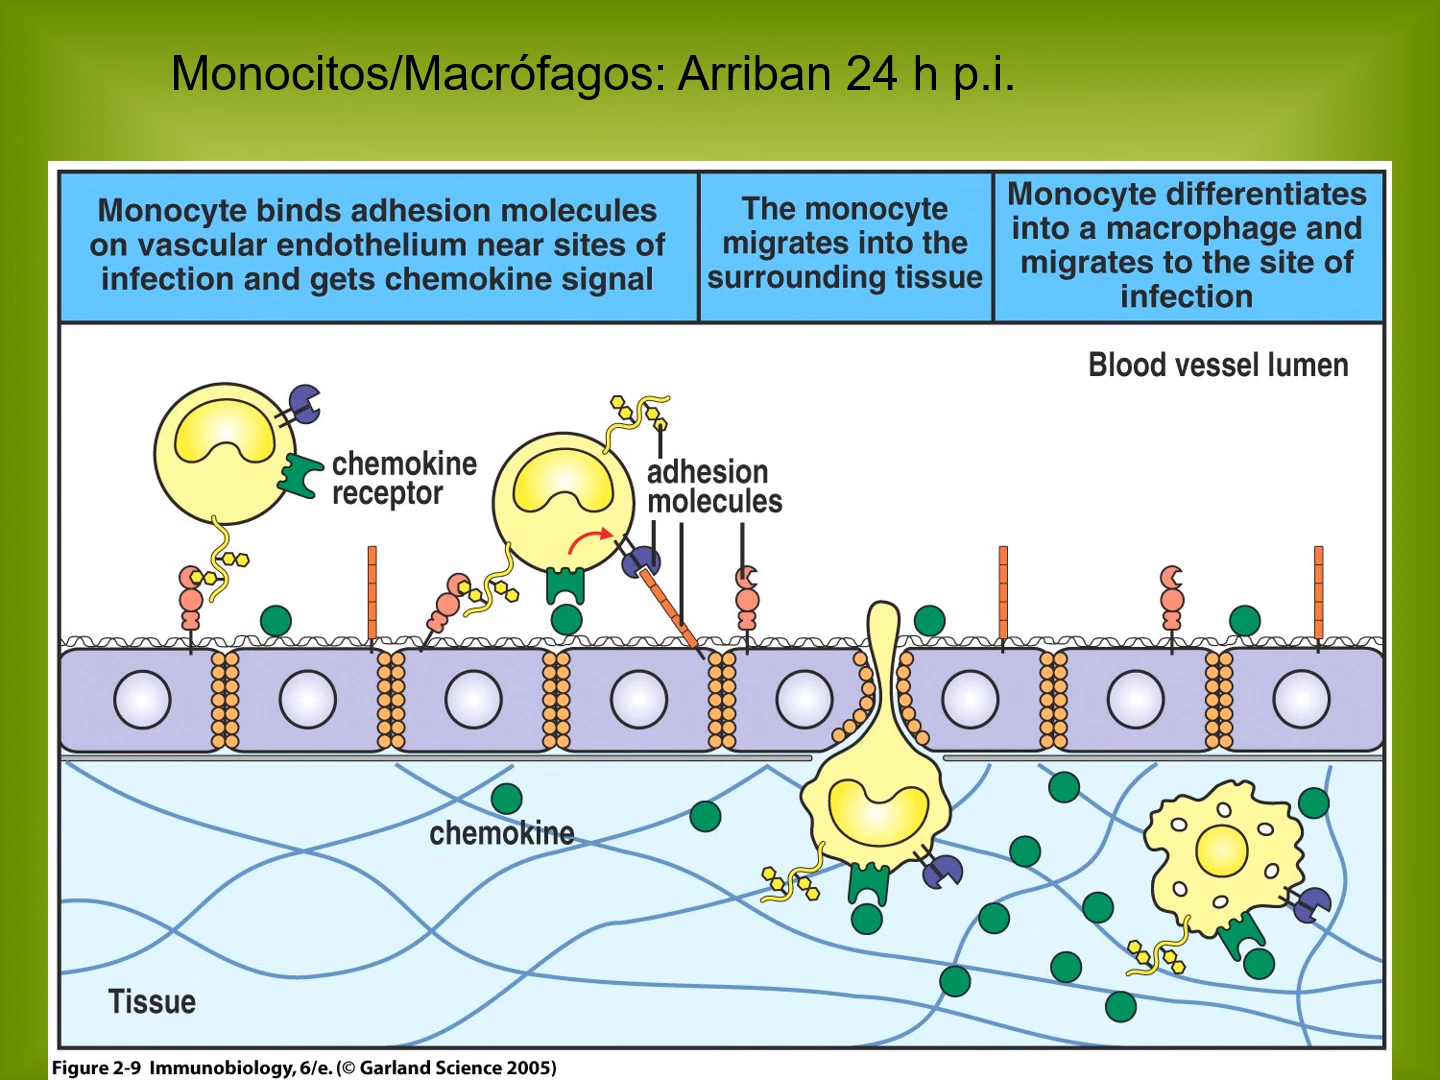 Monocitos/Macrófagos: Arriban 24 h p.i.
Monocyte binds adhesion molecules
on vascular endothelium near sites of
infection and gets chemokine signal
The monocyte
migrates into the
surrounding tissue
Monocyte differentiates
into a macrophage and
migrates to the site of
infection
Blood vessel lumen
chemokine
receptor
adhesion
molecules
chemokine
Tissue
Figure 2-9 Immunobiology, 6/e. (© Garland Science 2005)